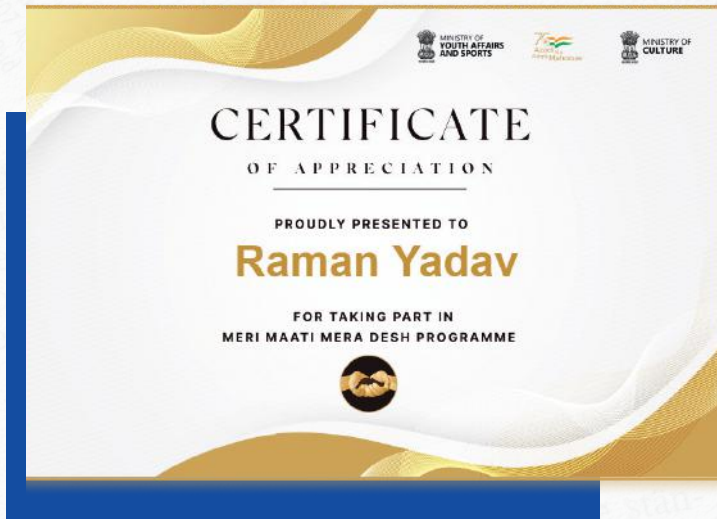 MINISTRY OF
YOUTH AFFAIRS
AND SPORTS
MINISTRY OF
CULTURE
CERTIFICATE
OF APPRECIATION
PROUDLY PRESENTED TO
Raman Yadav
FOR TAKING PART IN
MERI MAATI MERA DESH PROGRAMME